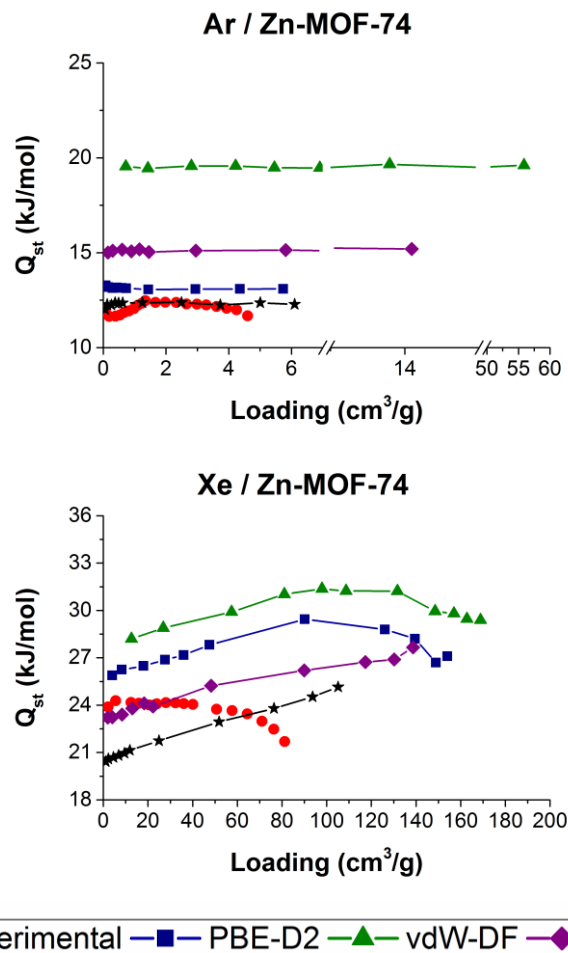 Ar / Zn-MOF-74
25
20
15
10
Qst (kJ/mol)
0 2 4 6 14 50 55 60
Loading (cm³/g)
Xe / Zn-MOF-74
36
33
30
27
24
21
18
Qst (kJ/mol)
0 20 40 60 80 100 120 140 160 180 200
Loading (cm³/g)
erimental PBE-D2 vdW-DF